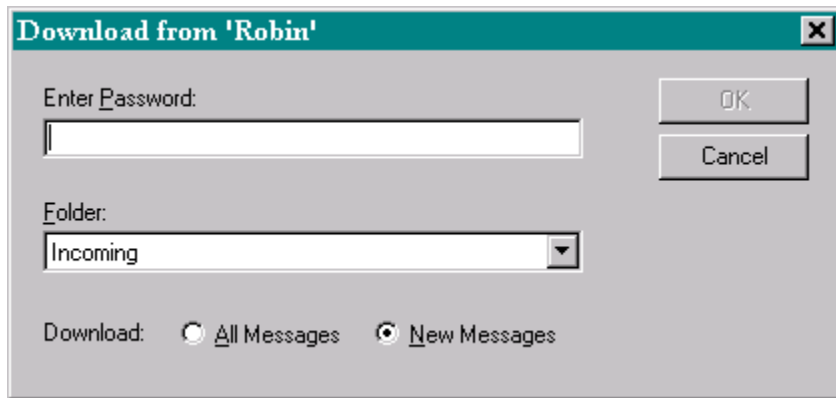 Download from 'Robin'
Enter Password:
OK
Cancel
Folder:
Incoming
Download: All Messages New Messages